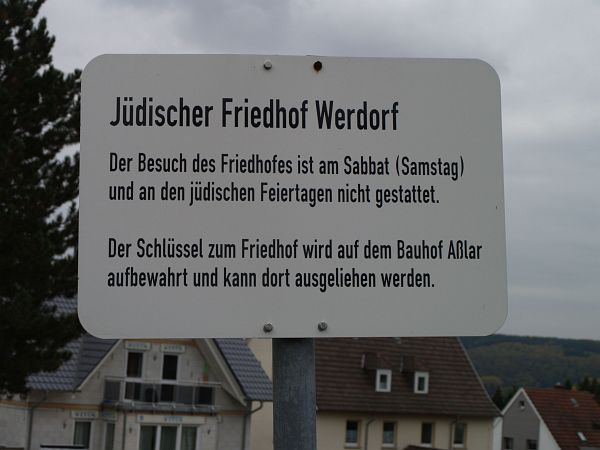 Jüdischer Friedhof Werdorf
Der Besuch des Friedhofes ist am Sabbat (Samstag)
und an den jüdischen Feiertagen nicht gestattet.
Der Schlüssel zum Friedhof wird auf dem Bauhof Aßlar
aufbewahrt und kann dort ausgeliehen werden.